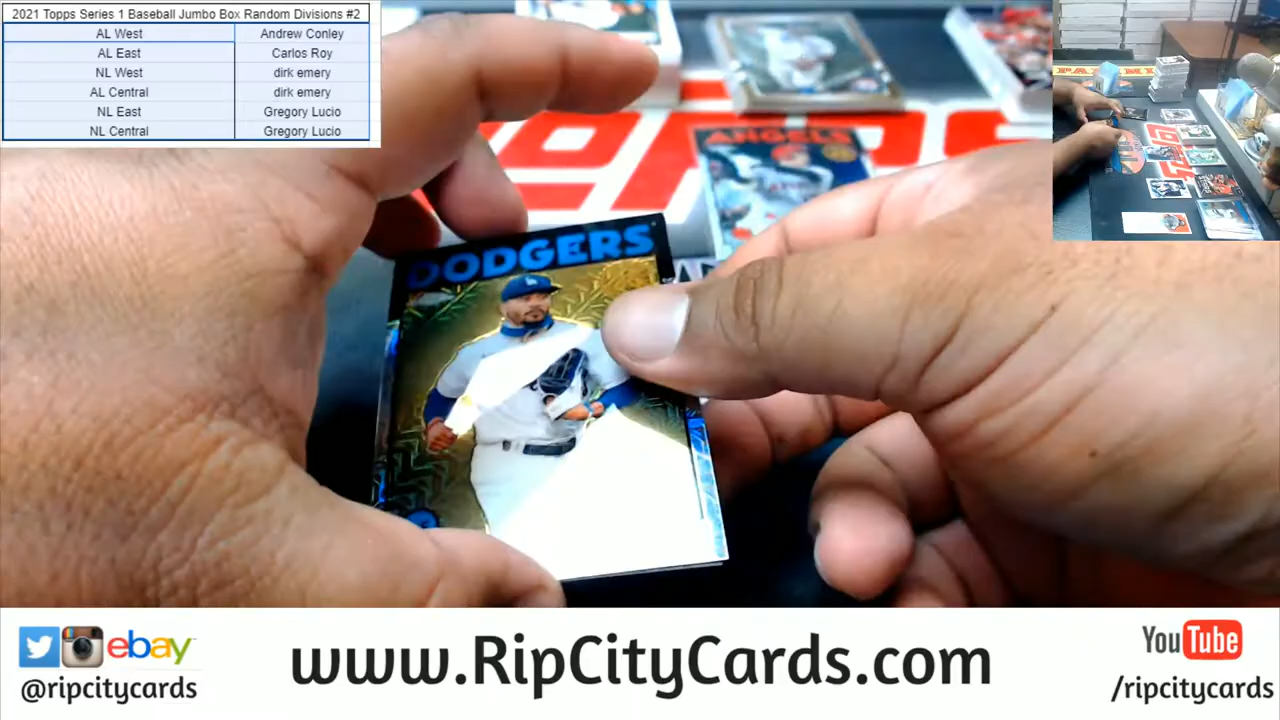 2021 Topps Series 1 Baseball Jumbo Box Random Divisions #2
AL West Andrew Conley
AL East Carlos Roy
NL West dirk emery
AL Central dirk emery
NL East Gregory Lucio
NL Central Gregory Lucio
ANGELS
DODGERS
ebay
@ripcitycards
www.RipCityCards.com
YouTube
/ripcitycards